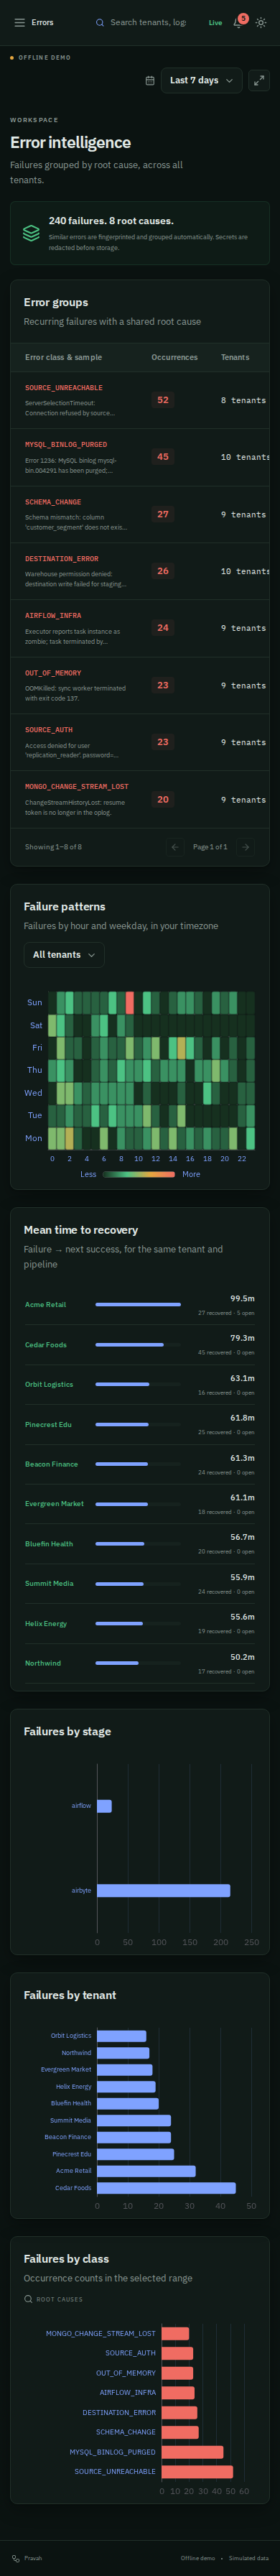 Errors
Search tenants, log
Live
5
OFFLINE DEMO
Last 7 days
WORKSPACE
Error intelligence
Failures grouped by root cause, across all
tenants.
240 failures. 8 root causes.
Similar errors are fingerprinted and grouped automatically. Secrets are
redacted before storage.
Error groups
Recurring failures with a shared root cause
Error class & sample Occurrences Tenants
SOURCE_UNREACHABLE
ServerSelectionTimeout:
Connection refused by source...
52 8 tenants
MYSQL_BINLOG_PURGED
Error 1236: MySQL binlog mysql-
bin.004291 has been purged;...
45 10 tenants
SCHEMA_CHANGE
Schema mismatch: column
'customer_segment' does not exis...
27 9 tenants
DESTINATION_ERROR
Warehouse permission denied:
destination write failed for staging...
26 10 tenants
AIRFLOW_INFRA
Executor reports task instance as
zombie; task terminated by...
24 9 tenants
OUT_OF_MEMORY
OOMKilled: sync worker terminated
with exit code 137.
23 9 tenants
SOURCE_AUTH
Access denied for user
'replication_reader'. password=...
23 9 tenants
MONGO_CHANGE_STREAM_LOST
ChangeStreamHistoryLost: resume
token is no longer in the oplog.
20 9 tenants
Showing 1–8 of 8
Page 1 of 1
Failure patterns
Failures by hour and weekday, in your timezone
All tenants
Sun
Sat
Fri
Thu
Wed
Tue
Mon
0 2 4 6 8 10 12 14 16 18 20 22
Less More
Mean time to recovery
Failure → next success, for the same tenant and
pipeline
Acme Retail 99.5m
27 recovered · 5 open
Cedar Foods 79.3m
45 recovered · 0 open
Orbit Logistics 63.1m
16 recovered · 0 open
Pinecrest Edu 61.8m
25 recovered · 0 open
Beacon Finance 61.3m
24 recovered · 0 open
Evergreen Market 61.1m
18 recovered · 0 open
Bluefin Health 56.7m
20 recovered · 0 open
Summit Media 55.9m
24 recovered · 0 open
Helix Energy 55.6m
19 recovered · 0 open
Northwind 50.2m
17 recovered · 0 open
Failures by stage
airflow
airbyte
0 50 100 150 200 250
Failures by tenant
Orbit Logistics
Northwind
Evergreen Market
Helix Energy
Bluefin Health
Summit Media
Beacon Finance
Pinecrest Edu
Acme Retail
Cedar Foods
0 10 20 30 40 50
Failures by class
Occurrence counts in the selected range
ROOT CAUSES
MONGO_CHANGE_STREAM_LOST
SOURCE_AUTH
OUT_OF_MEMORY
AIRFLOW_INFRA
DESTINATION_ERROR
SCHEMA_CHANGE
MYSQL_BINLOG_PURGED
SOURCE_UNREACHABLE
0 10 20 30 40 50 60
Pravah
Offline demo • Simulated data